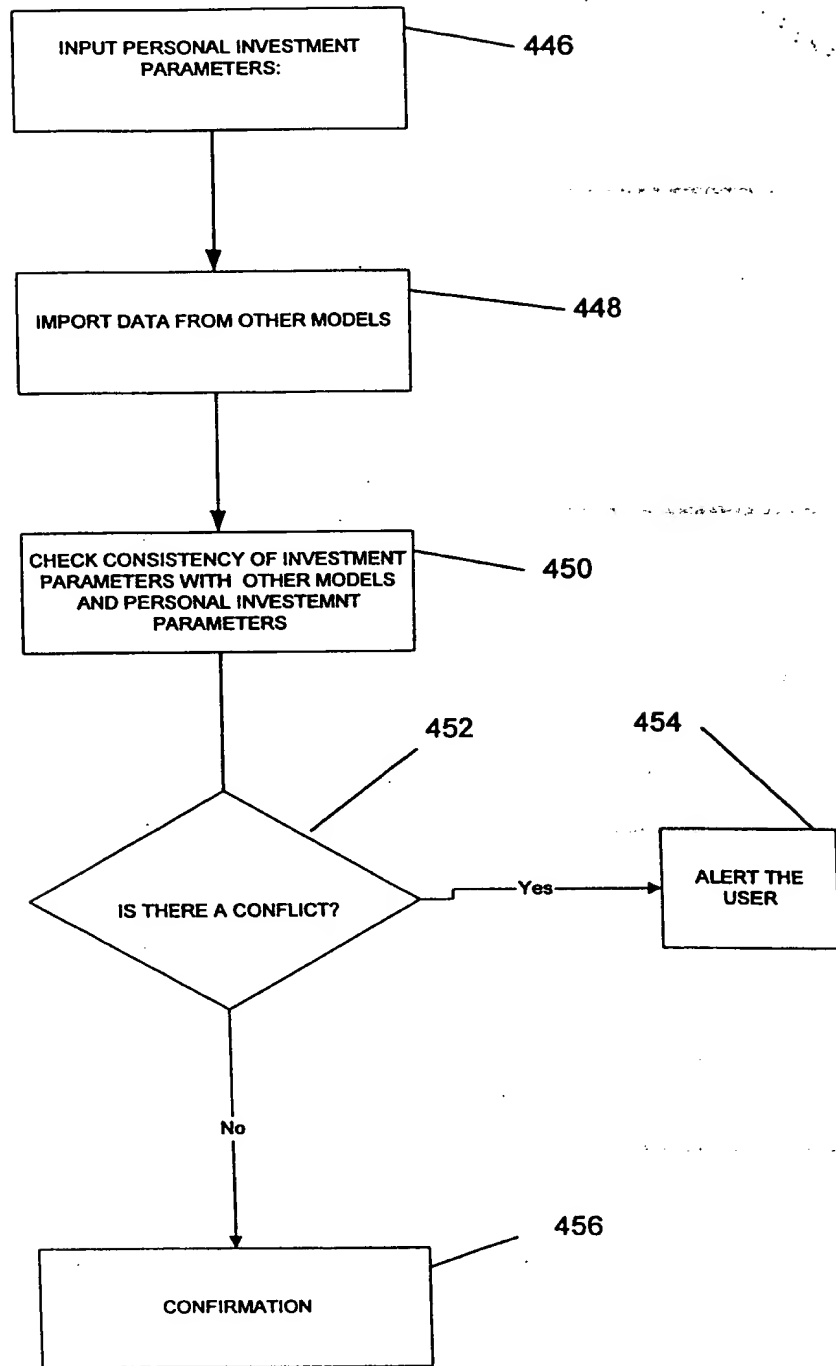 INPUT PERSONAL INVESTMENT
PARAMETERS:
446
IMPORT DATA FROM OTHER MODELS
448
CHECK CONSISTENCY OF INVESTMENT
PARAMETERS WITH OTHER MODELS
AND PERSONAL INVESTEMNT
PARAMETERS
450
452
454
IS THERE A CONFLICT?
Yes
ALERT THE
USER
No
456
CONFIRMATION